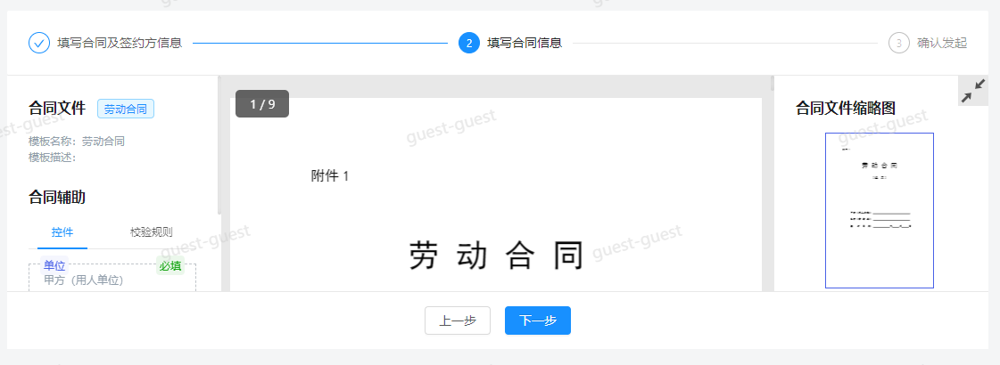 填写合同及签约方信息
2 填写合同信息
3 确认发起
合同文件 劳动合同
模板名称：劳动合同
模板描述：
合同辅助
控件 校验规则
单位 必填
甲方（用人单位）
1 / 9
附件 1
劳 动 合 同
合同文件缩略图
劳 动 合 同
上一步 下一步
guest-guest
guest-guest
guest-guest
guest-guest
guest-guest
guest-guest